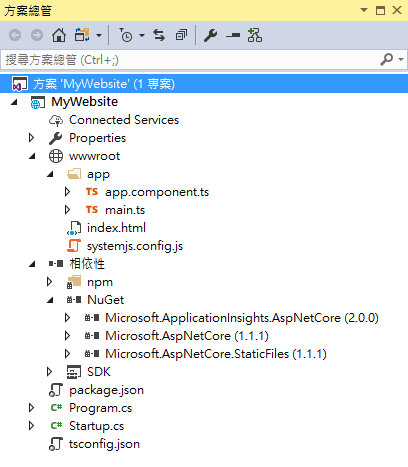 方案總管
搜尋方案總管 (Ctrl+;)
方案 'MyWebsite' (1 專案)
MyWebsite
Connected Services
Properties
wwwroot
app
TS app.component.ts
TS main.ts
index.html
systemjs.config.js
相依性
npm
NuGet
Microsoft.ApplicationInsights.AspNetCore (2.0.0)
Microsoft.AspNetCore (1.1.1)
Microsoft.AspNetCore.StaticFiles (1.1.1)
SDK
package.json
C# Program.cs
C# Startup.cs
tsconfig.json